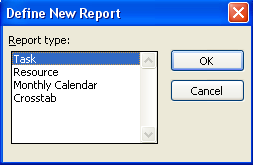 Define New Report
Report type:
Task
Resource
Monthly Calendar
Crosstab
OK
Cancel